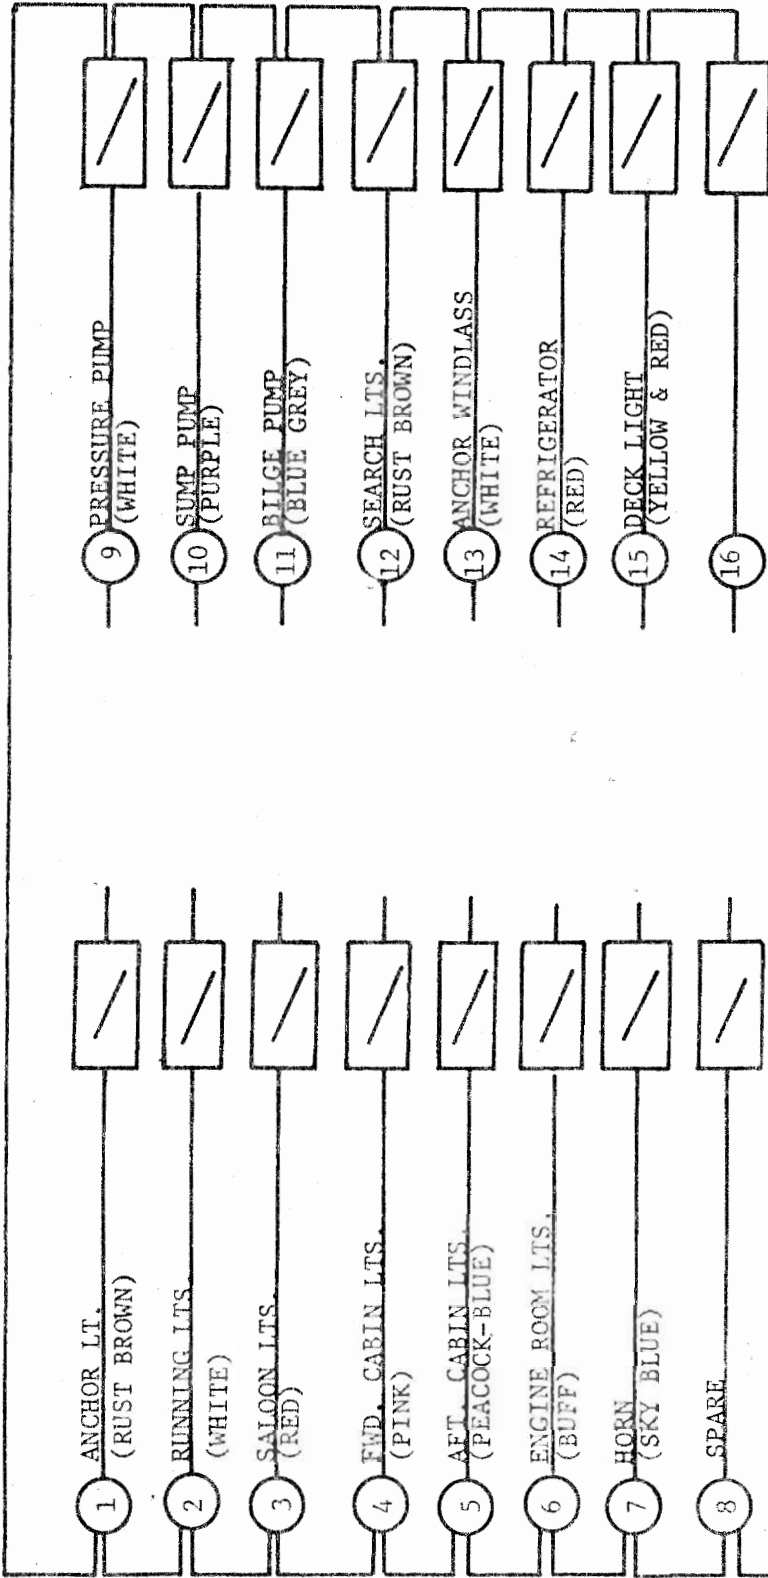 1
ANCHOR LT.
(RUST BROWN)
2
RUNNING LTS.
(WHITE)
3
SALOON LTS.
(RED)
4
FWD. CABIN LTS.
(PINK)
5
AFT. CABIN LTS.
(PEACOCK-BLUE)
6
ENGINE ROOM LTS.
(BUFF)
7
HORN
(SKY BLUE)
8
SPARE
9
PRESSURE PUMP
(WHITE)
10
SUMP PUMP
(PURPLE)
11
BILGE PUMP
(BLUE GREY)
12
SEARCH LTS.
(RUST BROWN)
13
ANCHOR WINDLASS
(WHITE)
14
REFRIGERATOR
(RED)
15
DECK LIGHT
(YELLOW & RED)
16